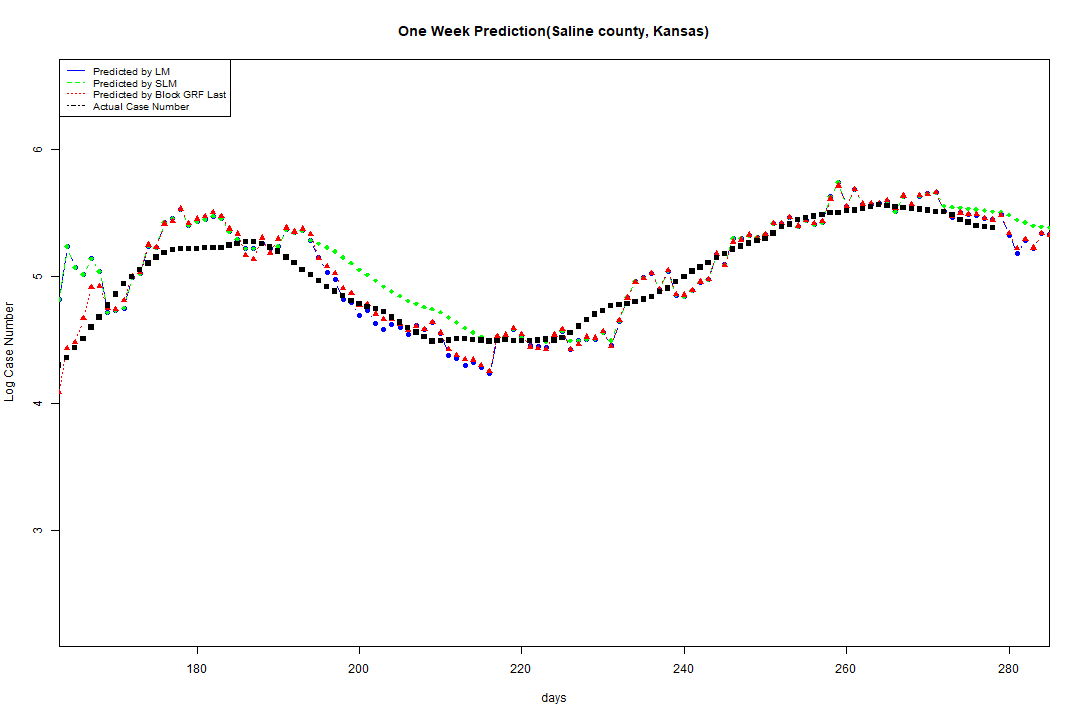 One Week Prediction(Saline county, Kansas)
Predicted by LM
Predicted by SLM
Predicted by Block GRF Last
Actual Case Number
6
5
4
3
Log Case Number
180 200 220 240 260 280
days